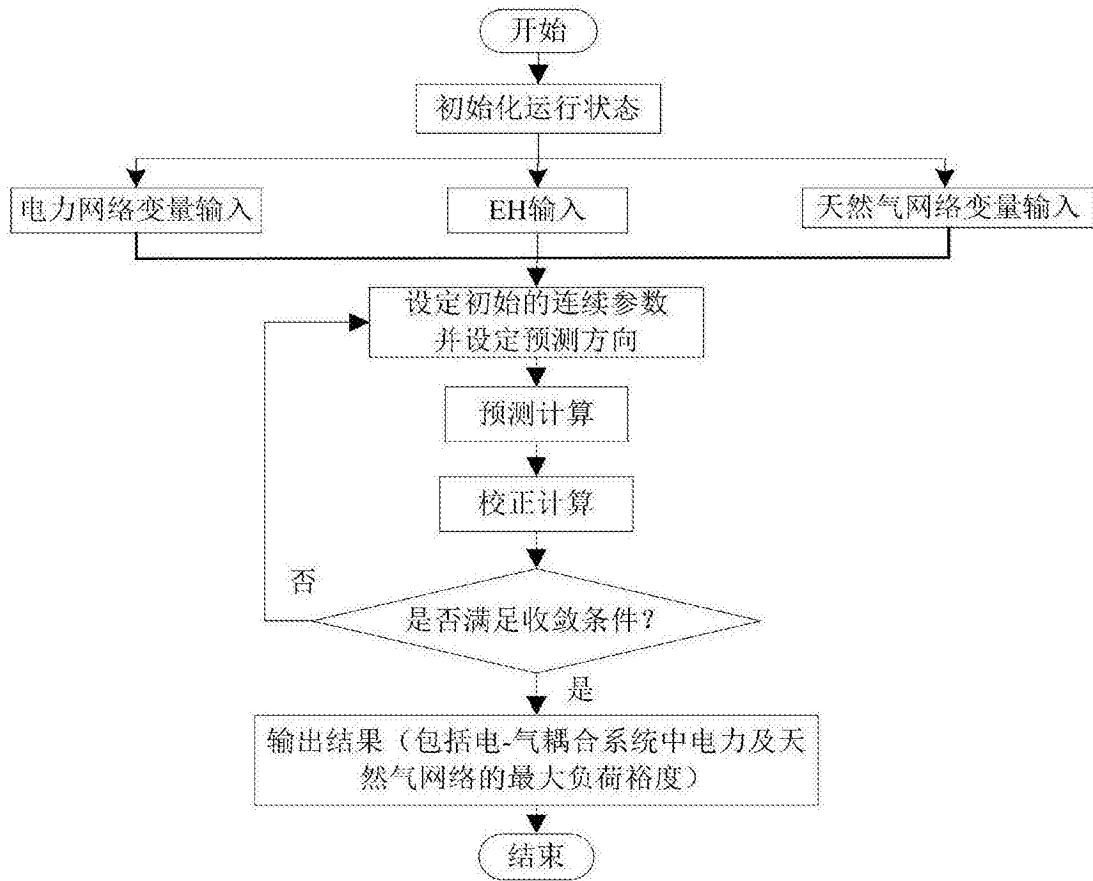 开始
初始化运行状态
电力网络变量输入
EH输入
天然气网络变量输入
设定初始的连续参数
并设定预测方向
预测计算
校正计算
否
是否满足收敛条件?
是
输出结果（包括电-气耦合系统中电力及天
然气网络的最大负荷裕度）
结束